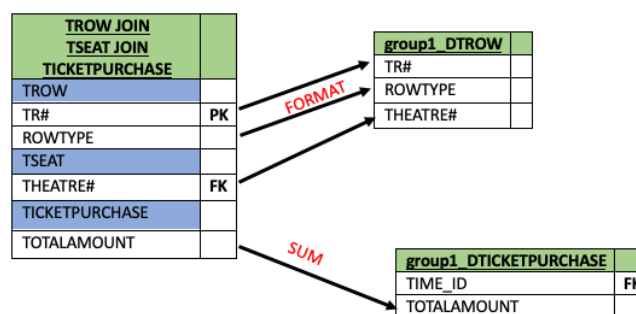 TROW JOIN
TSEAT JOIN
TICKETPURCHASE
TROW
TR# PK
ROWTYPE
TSEAT
THEATRE# FK
TICKETPURCHASE
TOTALAMOUNT
FORMAT
SUM
group1_DTROW
TR#
ROWTYPE
THEATRE#
group1_DTICKETPURCHASE
TIME_ID FK
TOTALAMOUNT